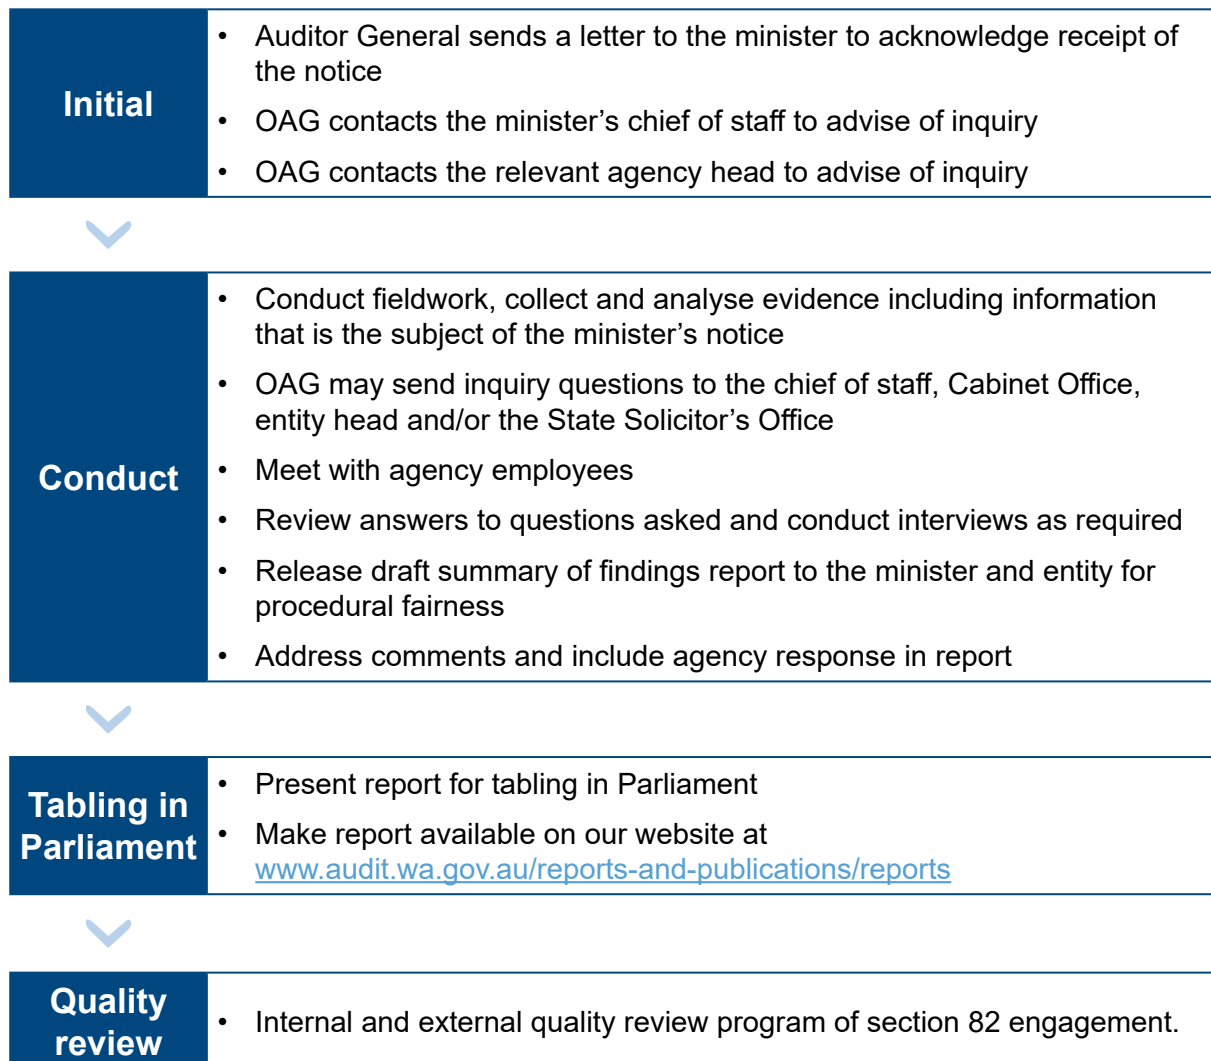 Initial
• Auditor General sends a letter to the minister to acknowledge receipt of
the notice
• OAG contacts the minister’s chief of staff to advise of inquiry
• OAG contacts the relevant agency head to advise of inquiry
Conduct
• Conduct fieldwork, collect and analyse evidence including information
that is the subject of the minister’s notice
• OAG may send inquiry questions to the chief of staff, Cabinet Office,
entity head and/or the State Solicitor’s Office
• Meet with agency employees
• Review answers to questions asked and conduct interviews as required
• Release draft summary of findings report to the minister and entity for
procedural fairness
• Address comments and include agency response in report
Tabling in
Parliament
• Present report for tabling in Parliament
• Make report available on our website at
www.audit.wa.gov.au/reports-and-publications/reports
Quality
review
• Internal and external quality review program of section 82 engagement.